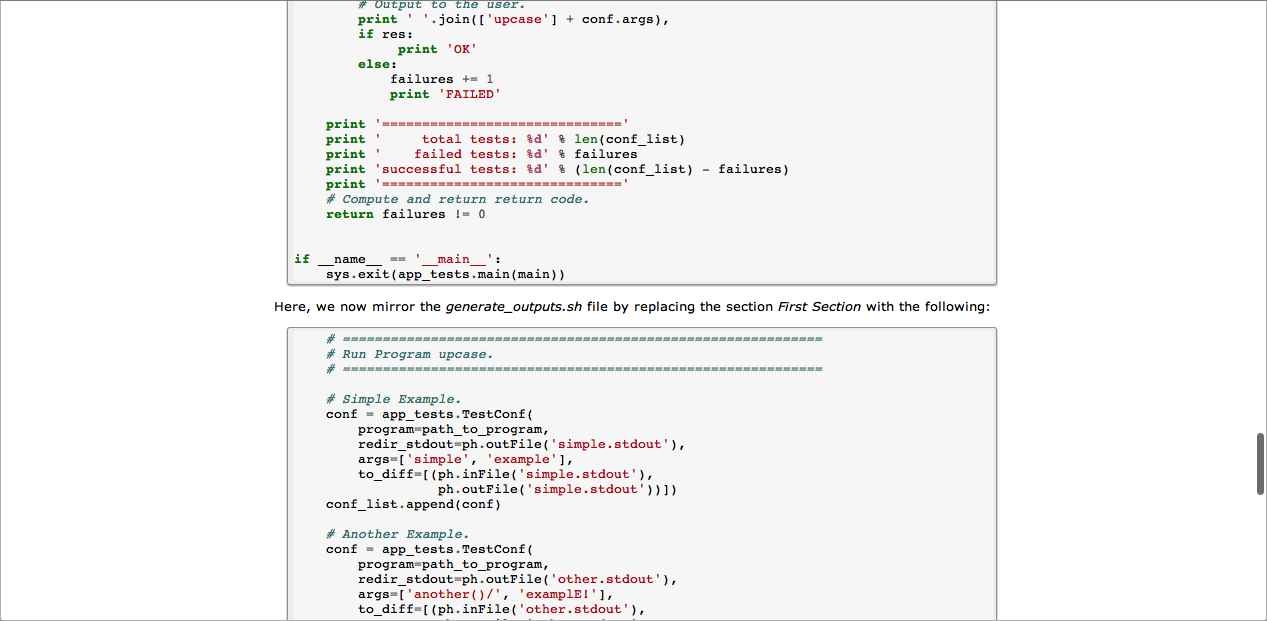 # Output to the user.
print ' '.join(['upcase'] + conf.args),
if res:
print 'OK'
else:
failures += 1
print 'FAILED'
print '=============================='
print '     total tests: %d' % len(conf_list)
print '    failed tests: %d' % failures
print 'successful tests: %d' % (len(conf_list) - failures)
print '=============================='
# Compute and return return code.
return failures != 0
if __name__ == '__main__':
sys.exit(app_tests.main(main))
Here, we now mirror the generate_outputs.sh file by replacing the section First Section with the following:
# ============================================================
# Run Program upcase.
# ============================================================
# Simple Example.
conf = app_tests.TestConf(
program=path_to_program,
redir_stdout=ph.outFile('simple.stdout'),
args=['simple', 'example'],
to_diff=[(ph.inFile('simple.stdout'),
ph.outFile('simple.stdout'))])
conf_list.append(conf)
# Another Example.
conf = app_tests.TestConf(
program=path_to_program,
redir_stdout=ph.outFile('other.stdout'),
args=['another()/', 'examplE!'],
to_diff=[(ph.inFile('other.stdout'),